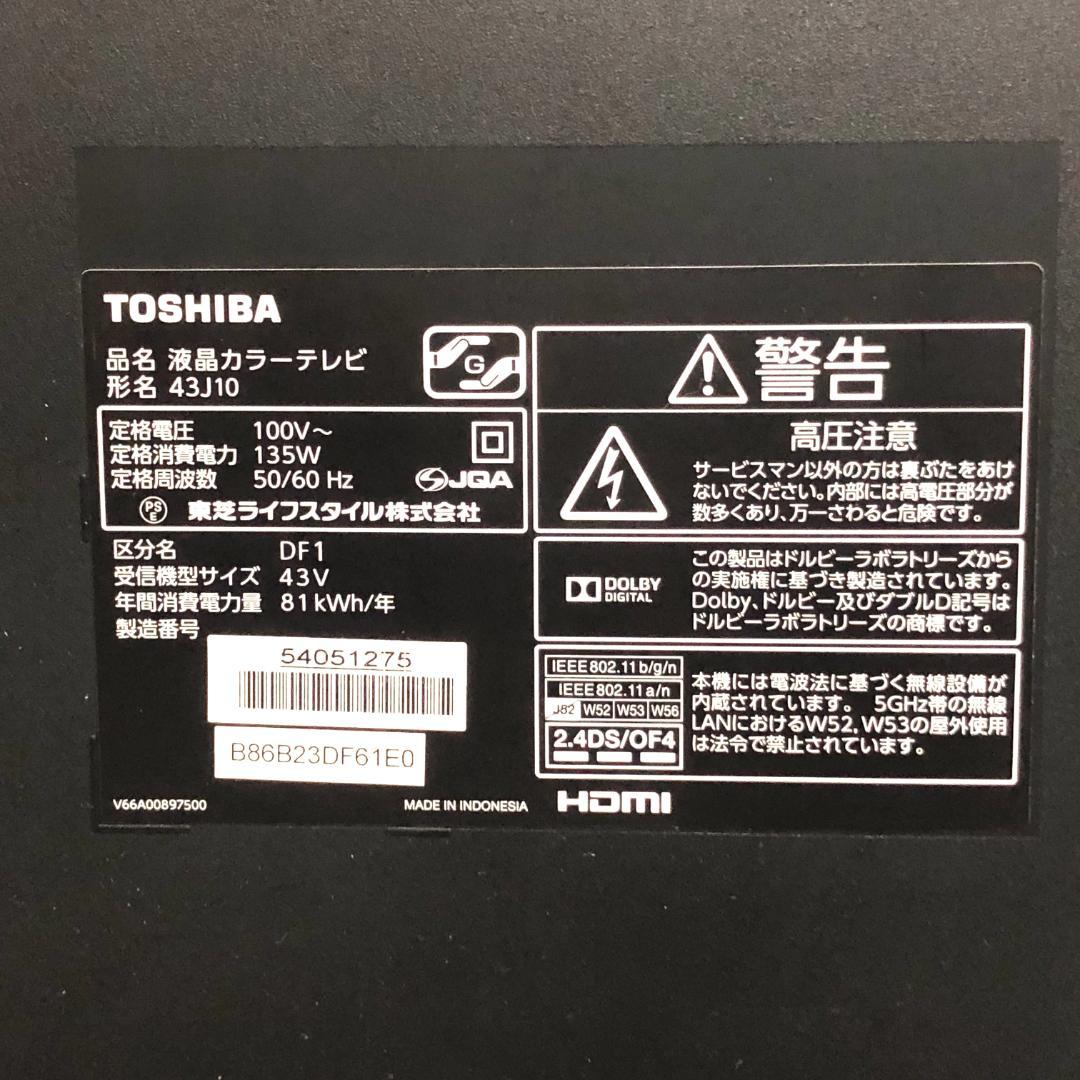 TOSHIBA
品名 液晶カラーテレビ
形名 43J10
G
定格電圧 100V～
定格消費電力 135W
定格周波数 50/60 Hz
JQA
PS
E
東芝ライフスタイル株式会社
区分名 DF1
受信機型サイズ 43V
年間消費電力量 81kWh/年
製造番号
54051275
B86B23DF61E0
V66A00897500
MADE IN INDONESIA
警告
高圧注意
サービスマン以外の方は裏ぶたをあけ
ないでください。内部には高電圧部分が
数多くあり、万一さわると危険です。
DOLBY
DIGITAL
この製品はドルビーラボラトリーズから
の実施権に基づき製造されています。
Dolby、ドルビー及びダブルD記号は
ドルビーラボラトリーズの商標です。
IEEE802.11b/g/n
IEEE802.11a/n
J82 W52 W53 W56
2.4DS/OF4
本機には電波法に基づく無線設備が
内蔵されています。 5GHz帯の無線
LANにおけるW52、W53の屋外使用
は法令で禁止されています。
HDMI